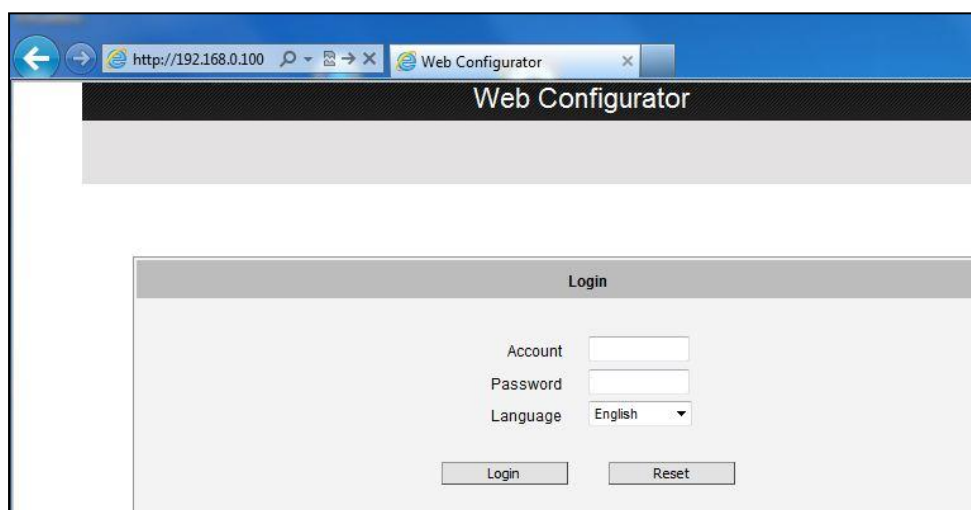 http://192.168.0.100
Web Configurator
Web Configurator
Login
Account
Password
Language English
Login Reset